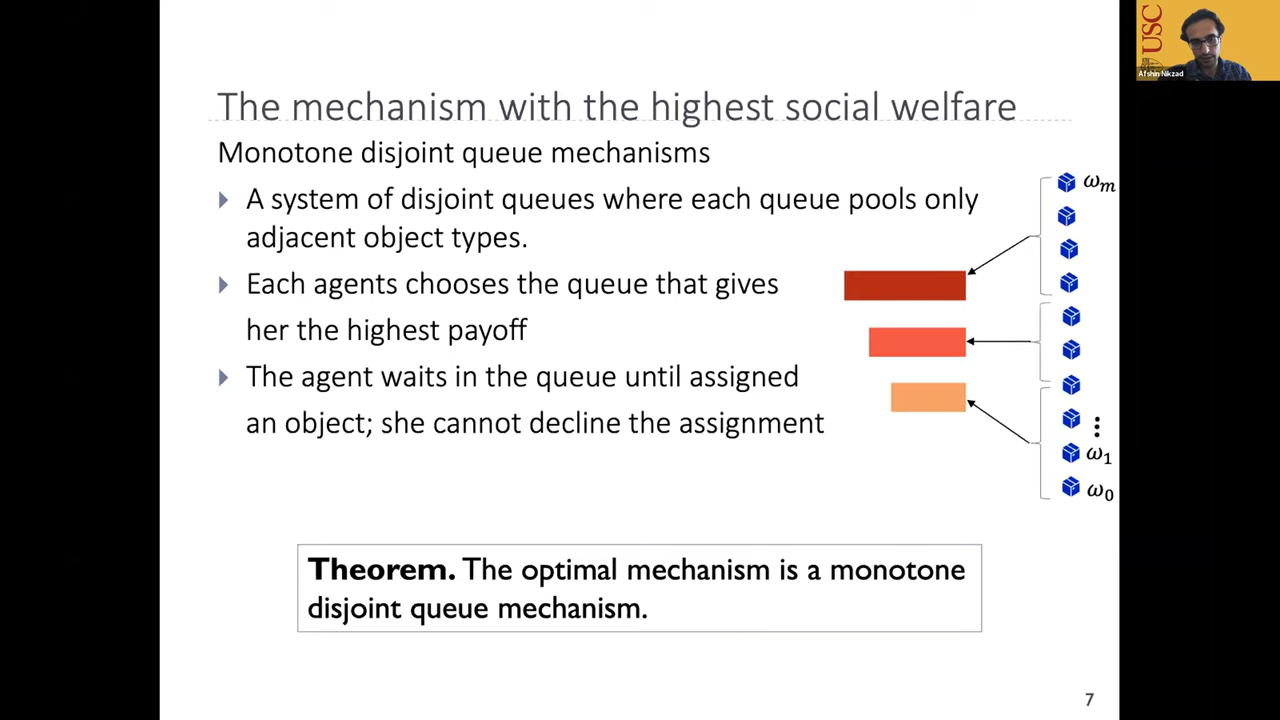 The mechanism with the highest social welfare
Monotone disjoint queue mechanisms
A system of disjoint queues where each queue pools only
adjacent object types.
Each agents chooses the queue that gives
her the highest payoff
The agent waits in the queue until assigned
an object; she cannot decline the assignment
ωm
⋮
ω1
ω0
Theorem. The optimal mechanism is a monotone
disjoint queue mechanism.
7
USC
Afshin Nikzad